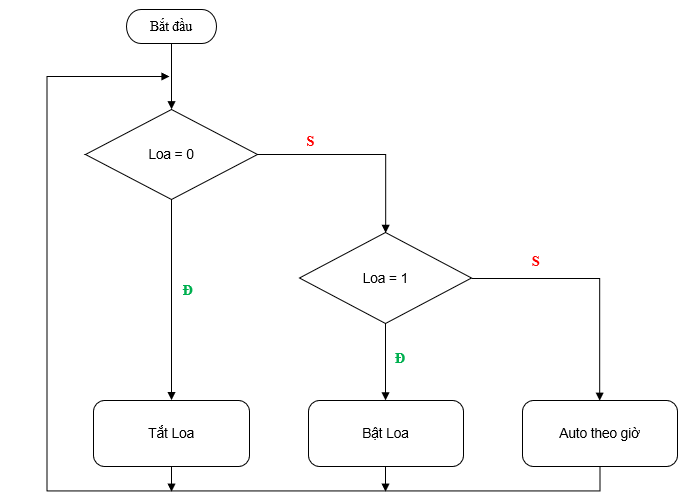 Bắt đầu
Loa = 0
S
Loa = 1
S
Đ
Đ
Tắt Loa
Bật Loa
Auto theo giờ